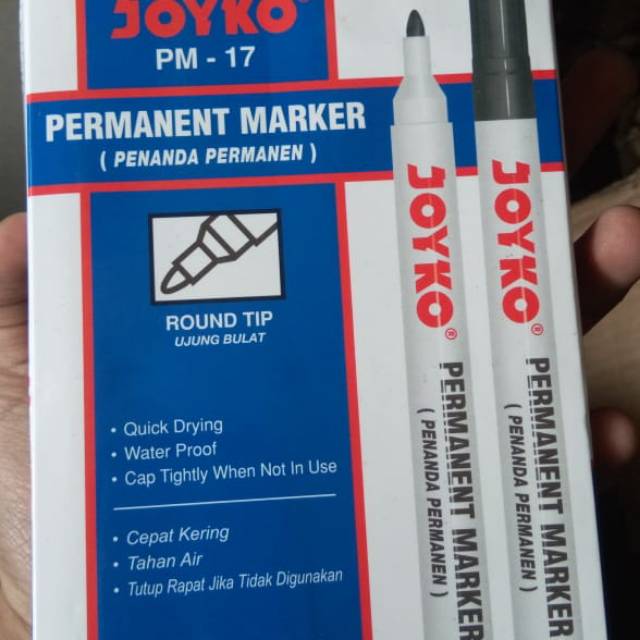 JOYKO®
PM - 17
PERMANENT MARKER
( PENANDA PERMANEN )
ROUND TIP
UJUNG BULAT
• Quick Drying
• Water Proof
• Cap Tightly When Not In Use
• Cepat Kering
• Tahan Air
• Tutup Rapat Jika Tidak Digunakan
JOYKO®
PERMANENT MARKER
( PENANDA PERMANEN )
JOYKO®
PERMANENT MARKER
( PENANDA PERMANEN )